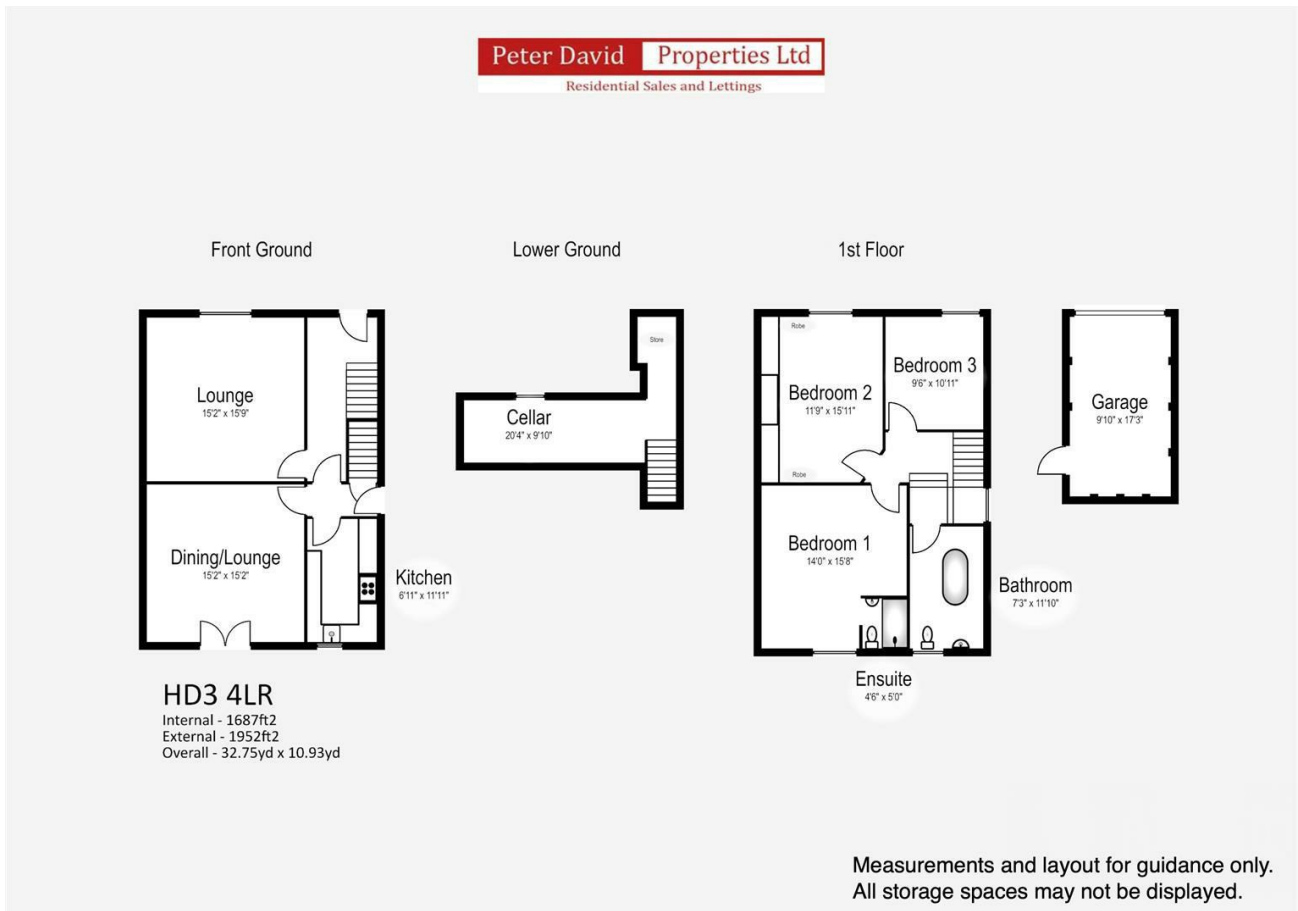 Peter David Properties Ltd
Residential Sales and Lettings
Front Ground
Lower Ground
1st Floor
Lounge
15'2" x 15'9"
Dining/Lounge
15'2" x 15'2"
Kitchen
6'11" x 11'11"
Store
Cellar
20'4" x 9'10"
Robe
Bedroom 2
11'9" x 15'11"
Robe
Bedroom 3
9'6" x 10'11"
Bedroom 1
14'0" x 15'8"
Bathroom
7'3" x 11'10"
Ensuite
4'6" x 5'0"
Garage
9'10" x 17'3"
HD3 4LR
Internal - 1687ft2
External - 1952ft2
Overall - 32.75yd x 10.93yd
Measurements and layout for guidance only.
All storage spaces may not be displayed.